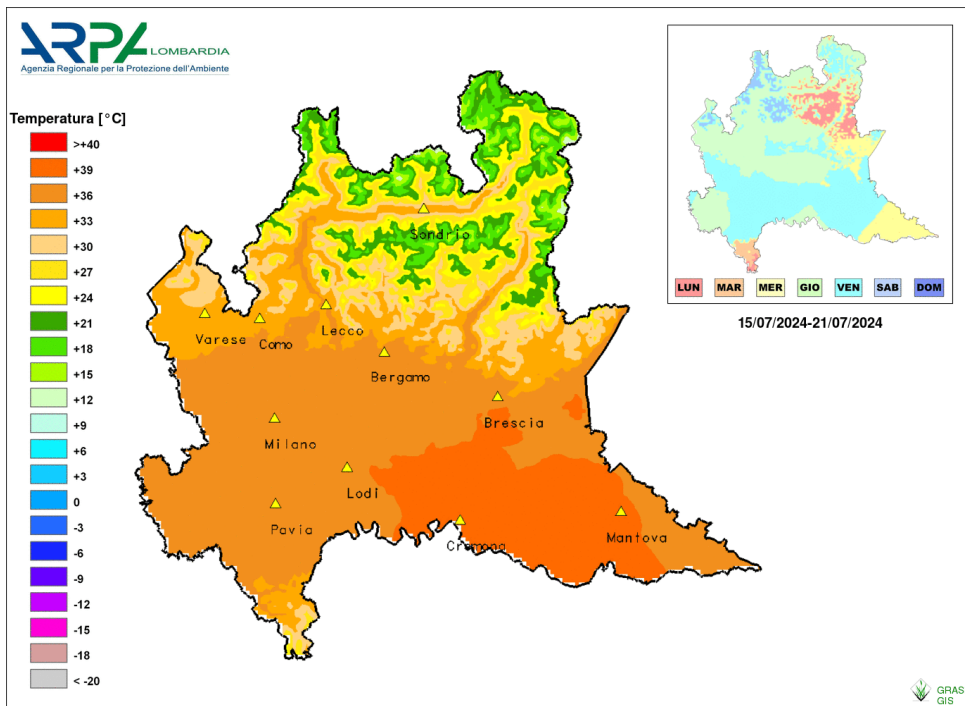 ARPA LOMBARDIA
Agenzia Regionale per la Protezione dell'Ambiente
Temperatura [°C]
>+40
+39
+36
+33
+30
+27
+24
+21
+18
+15
+12
+9
+6
+3
0
-3
-6
-9
-12
-15
-18
< -20
Sondrio
Varese
Como
Lecco
Bergamo
Brescia
Milano
Lodi
Pavia
Cremona
Mantova
LUN MAR MER GIO VEN SAB DOM
15/07/2024-21/07/2024
GRAS
GIS